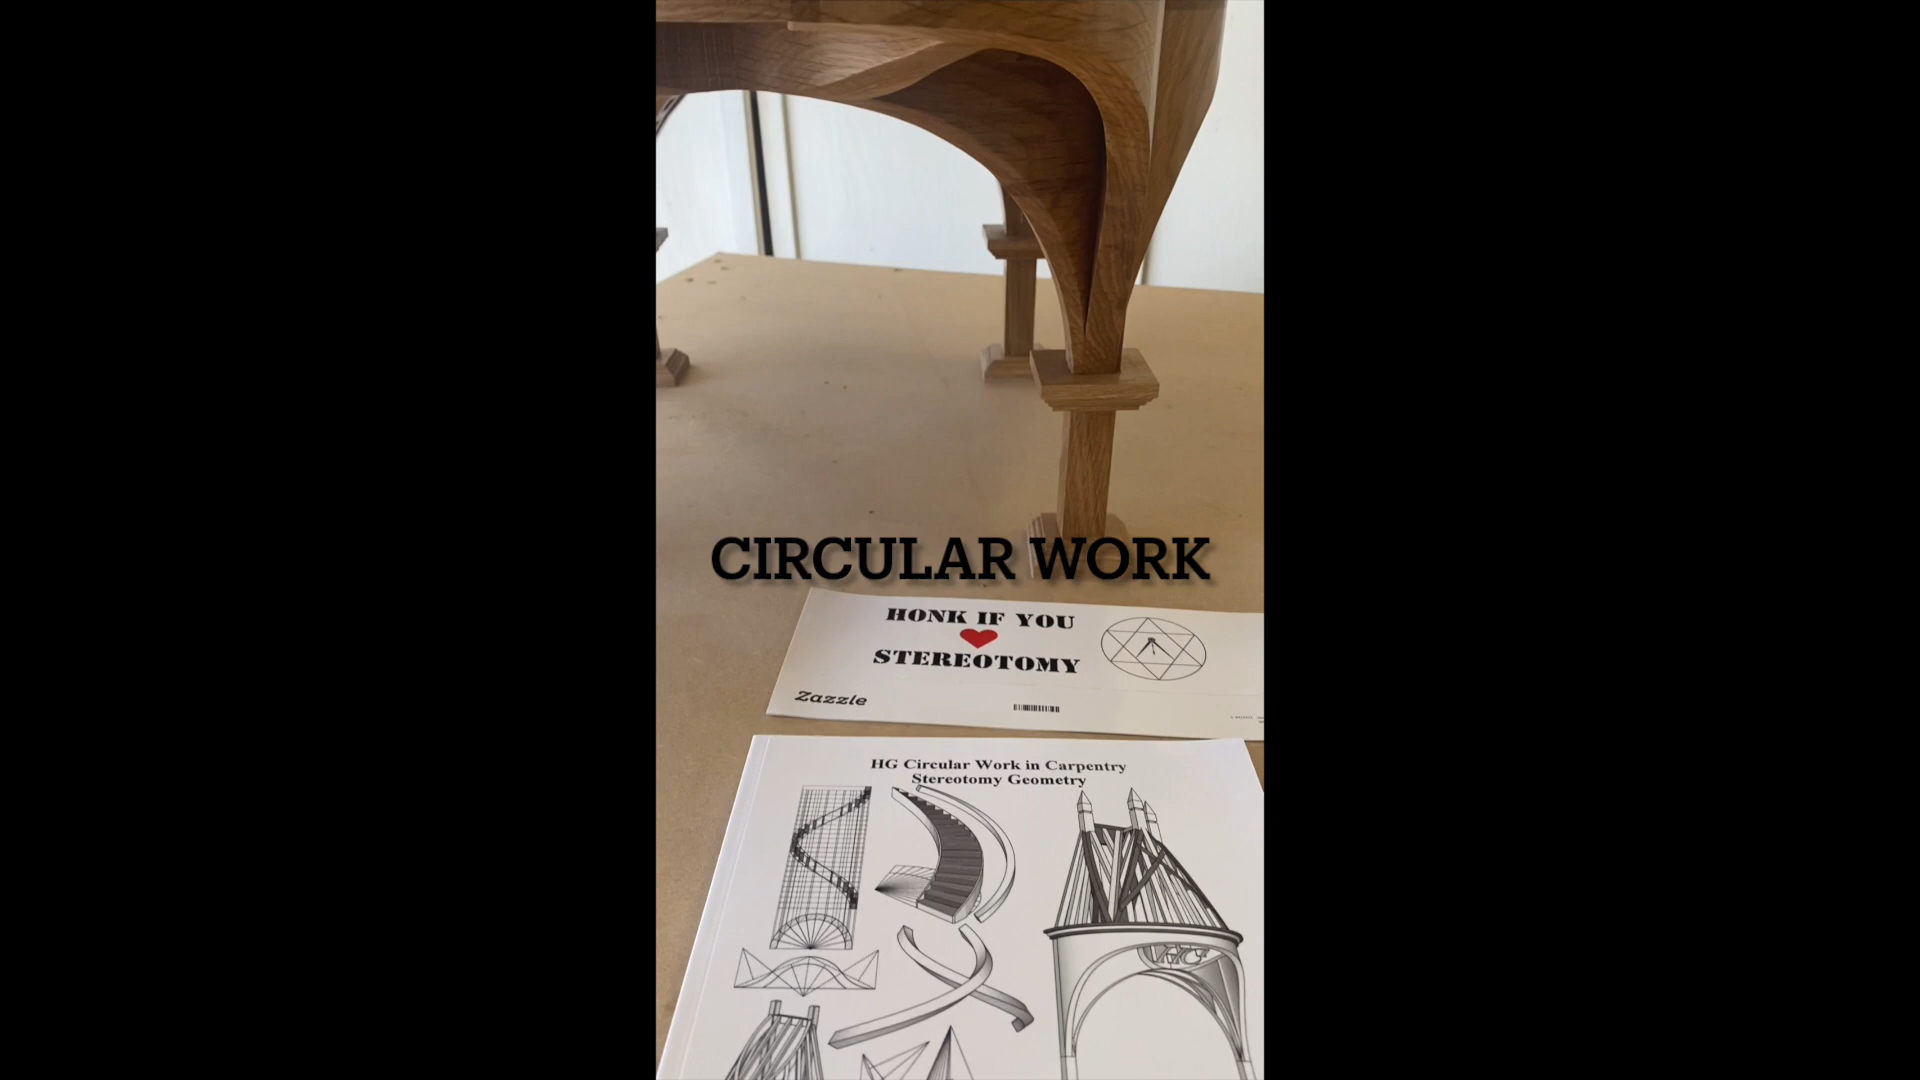 CIRCULAR WORK
HONK IF YOU
STEREOTOMY
Zazzle
HG Circular Work in Carpentry
Stereotomy Geometry